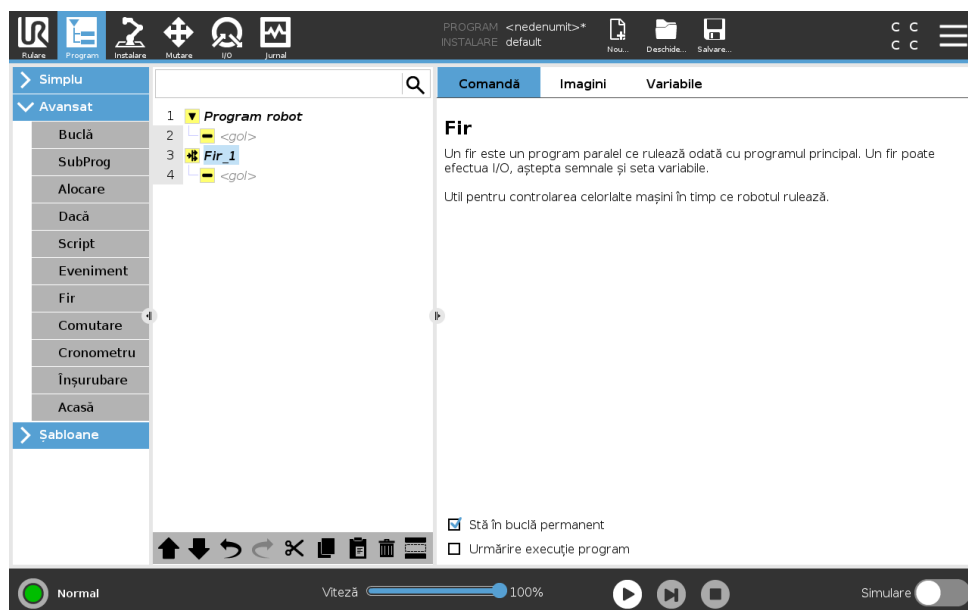 UR
PROGRAM <nedenumit>*
INSTALARE default
Rulare Program Instalare Mutare I/O Jurnal
Nou... Deschide... Salvare...
C C
C C
Simplu
Avansat
Buclă
SubProg
Alocare
Dacă
Script
Eveniment
Fir
Comutare
Cronometru
Înșurubare
Acasă
Șabloane
1 Program robot
2 <gol>
3 Fir_1
4 <gol>
Comandă Imagini Variabile
Fir
Un fir este un program paralel ce rulează odată cu programul principal. Un fir poate
efectua I/O, aștepta semnale și seta variabile.
Util pentru controlarea celorlalte mașini în timp ce robotul rulează.
Stă în buclă permanent
Urmărire execuție program
Normal
Viteză 100%
Simulare